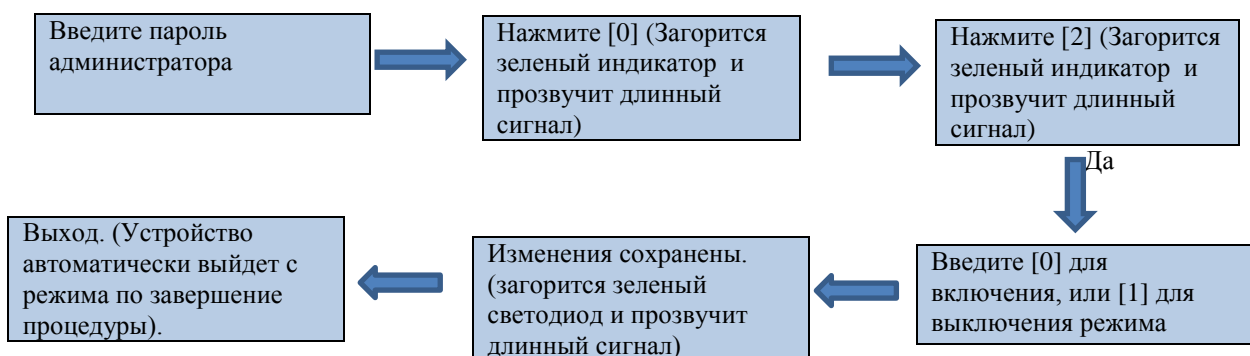 Введите пароль
администратора
Нажмите [0] (Загорится
зеленый индикатор и
прозвучит длинный
сигнал)
Нажмите [2] (Загорится
зеленый индикатор и
прозвучит длинный
сигнал)
Да
Введите [0] для
включения, или [1] для
выключения режима
Изменения сохранены.
(загорится зеленый
светодиод и прозвучит
длинный сигнал)
Выход. (Устройство
автоматически выйдет с
режима по завершение
процедуры).